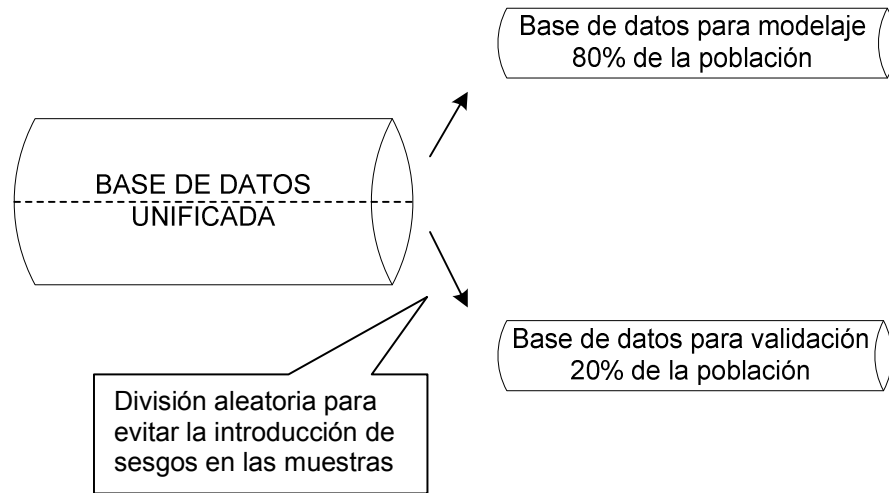 Base de datos para modelaje
80% de la población
BASE DE DATOS
UNIFICADA
Base de datos para validación
20% de la población
División aleatoria para
evitar la introducción de
sesgos en las muestras